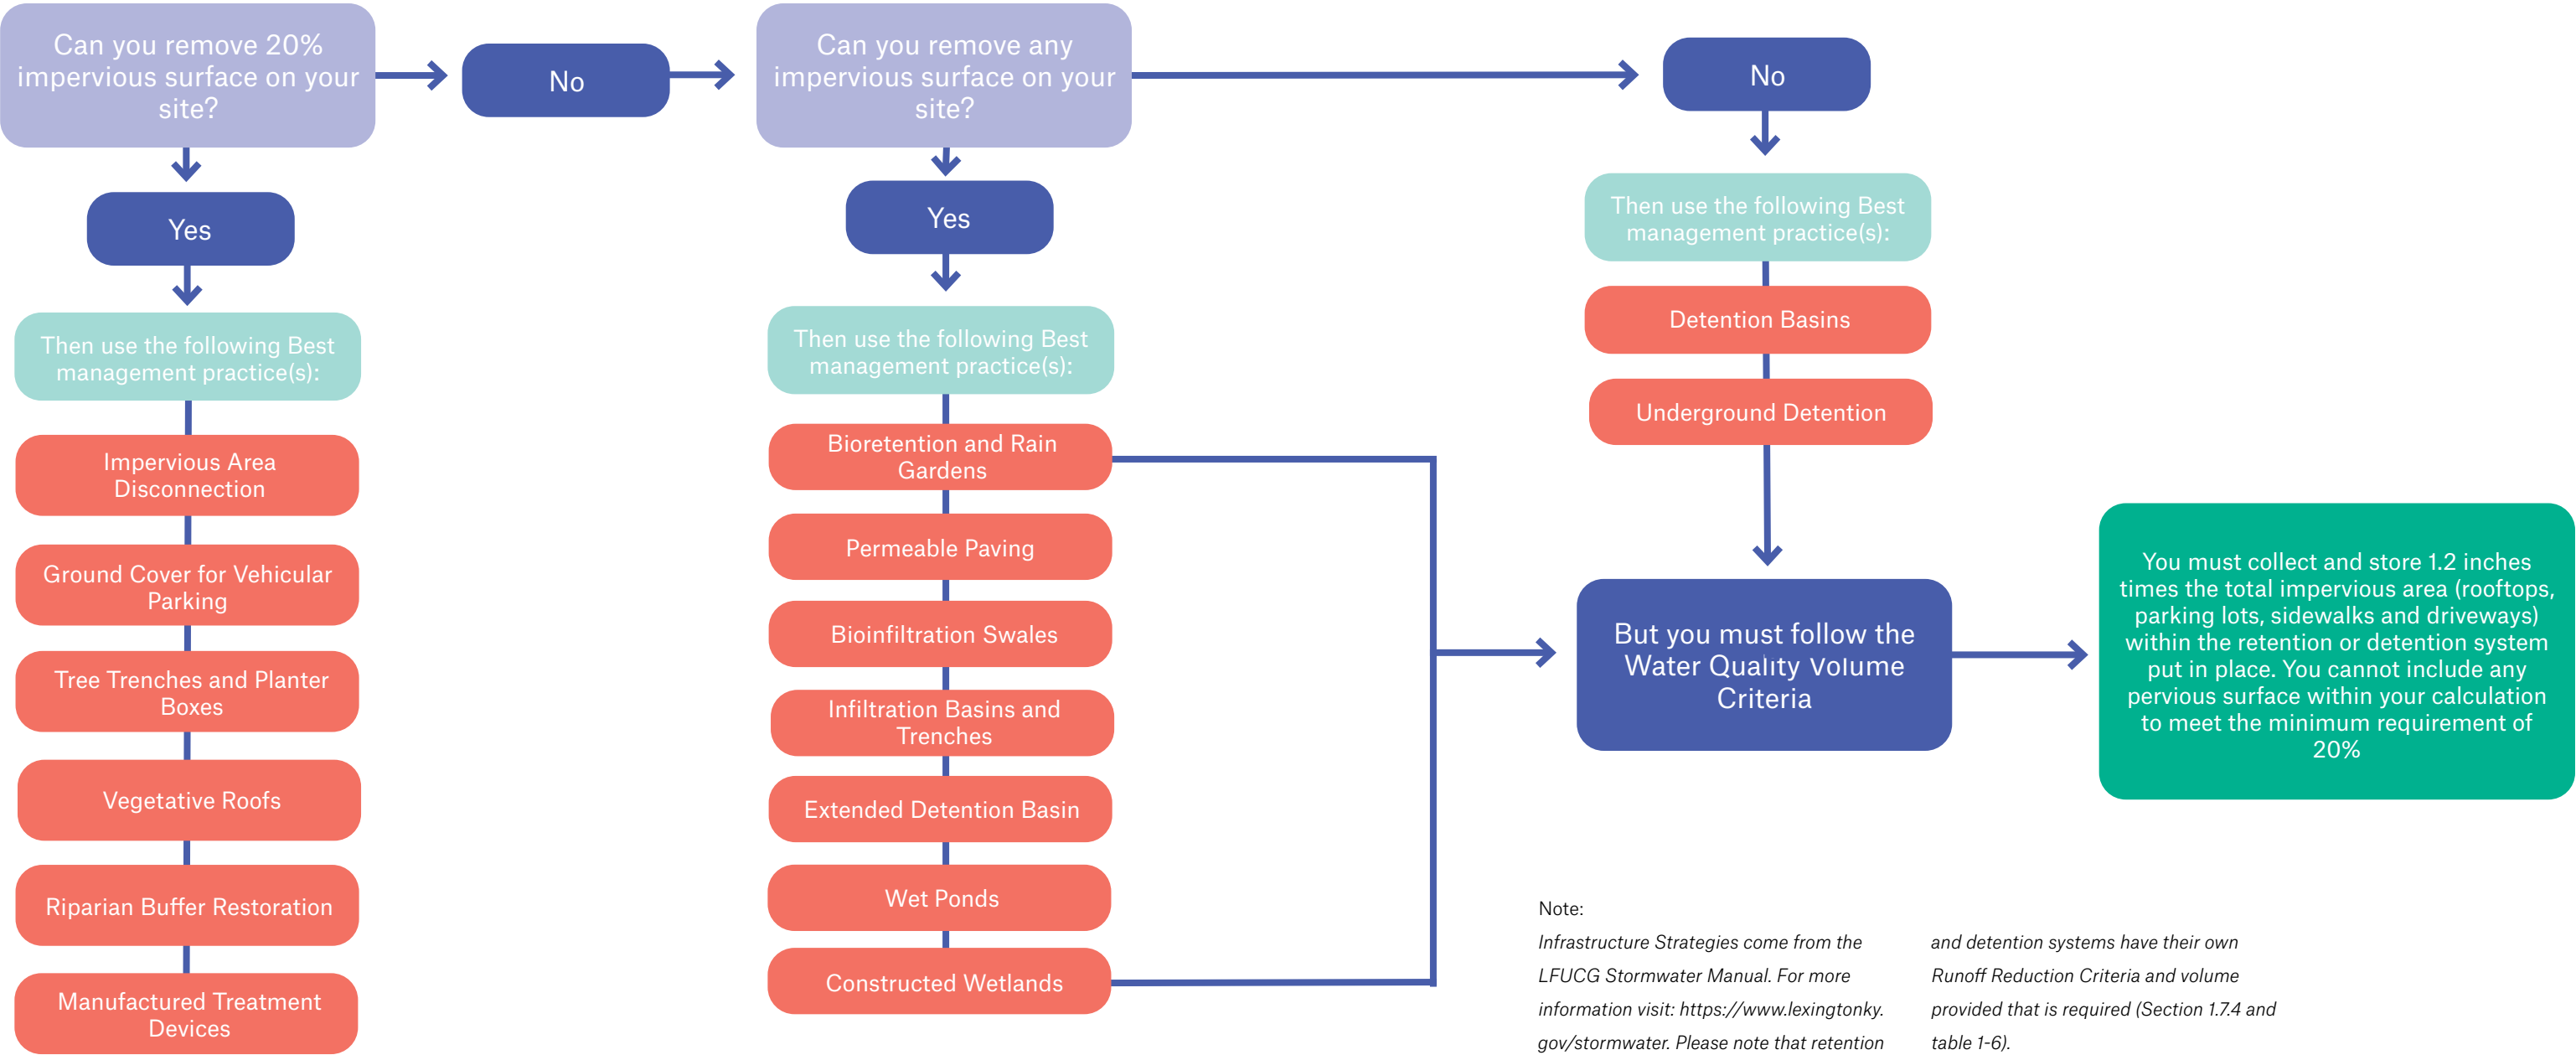 Can you remove 20%
impervious surface on your
site?
No
Can you remove any
impervious surface on your
site?
No
Yes
Then use the following Best
management practice(s):
Impervious Area
Disconnection
Ground Cover for Vehicular
Parking
Tree Trenches and Planter
Boxes
Vegetative Roofs
Riparian Buffer Restoration
Manufactured Treatment
Devices
Yes
Then use the following Best
management practice(s):
Bioretention and Rain
Gardens
Permeable Paving
Bioinfiltration Swales
Infiltration Basins and
Trenches
Extended Detention Basin
Wet Ponds
Constructed Wetlands
Then use the following Best
management practice(s):
Detention Basins
Underground Detention
But you must follow the
Water Quality Volume
Criteria
You must collect and store 1.2 inches
times the total impervious area (rooftops,
parking lots, sidewalks and driveways)
within the retention or detention system
put in place. You cannot include any
pervious surface within your calculation
to meet the minimum requirement of
20%
Note:
Infrastructure Strategies come from the
LFUCG Stormwater Manual. For more
information visit: https://www.lexingtonky.
gov/stormwater. Please note that retention
and detention systems have their own
Runoff Reduction Criteria and volume
provided that is required (Section 1.7.4 and
table 1-6).